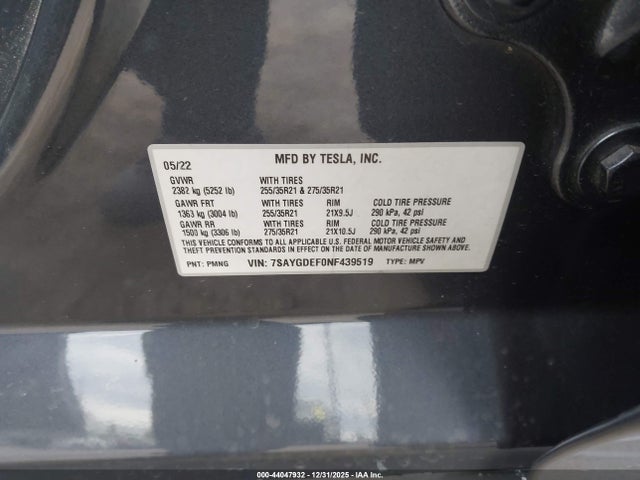 05/22 MFD BY TESLA, INC.
GVWR WITH TIRES
2382 kg (5252 lb) 255/35R21 & 275/35R21
GAWR FRT WITH TIRES RIM COLD TIRE PRESSURE
1363 kg (3004 lb) 255/35R21 21X9.5J 290 kPa, 42 psi
GAWR RR WITH TIRES RIM COLD TIRE PRESSURE
1500 kg (3306 lb) 275/35R21 21X10.5J 290 kPa, 42 psi
THIS VEHICLE CONFORMS TO ALL APPLICABLE U.S. FEDERAL MOTOR VEHICLE SAFETY AND
THEFT PREVENTION STANDARDS IN EFFECT ON THE DATE OF MANUFACTURE SHOWN ABOVE.
PNT: PMNG VIN: 7SAYGDEF0NF439519 TYPE: MPV
000-44047932 - 12/31/2025 - IAA Inc.